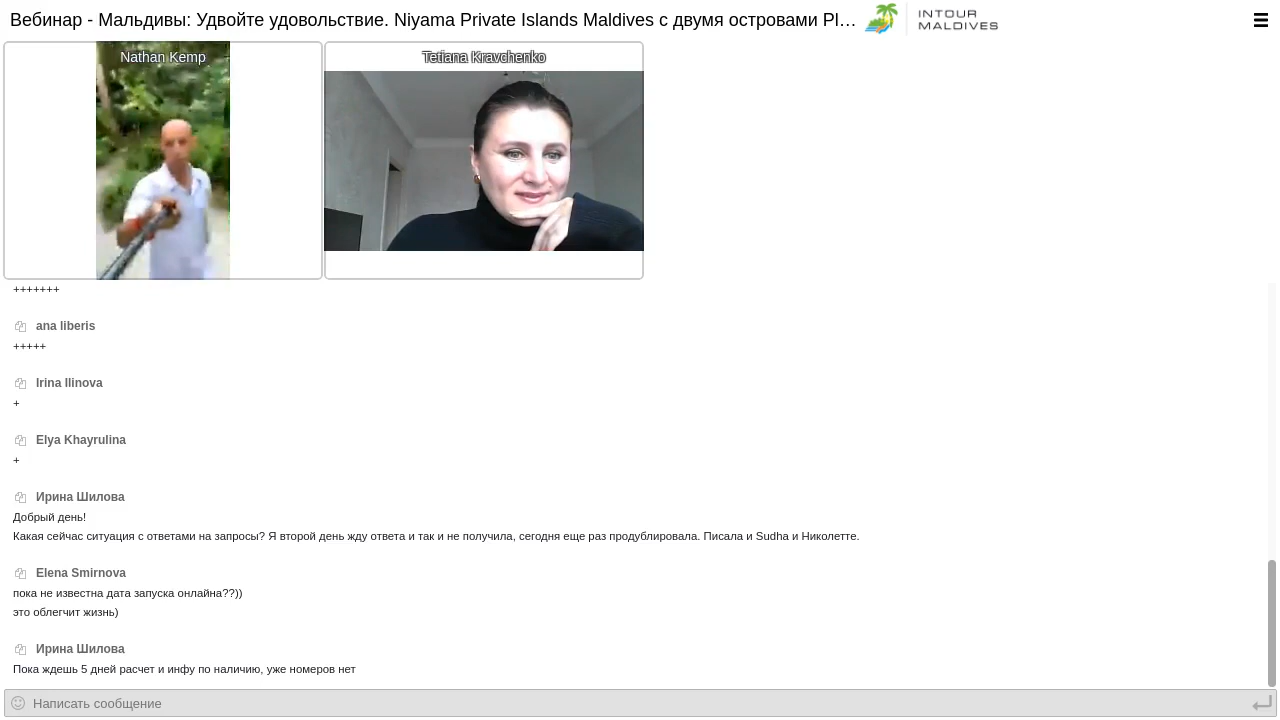 Вебинар - Мальдивы: Удвойте удовольствие. Niyama Private Islands Maldives с двумя островами Pl…
INTOUR
MALDIVES
Nathan Kemp
Tetiana Kravchenko
+++++++
ana liberis
+++++
Irina Ilinova
+
Elya Khayrulina
+
Ирина Шилова
Добрый день!
Какая сейчас ситуация с ответами на запросы? Я второй день жду ответа и так и не получила, сегодня еще раз продублировала. Писала и Sudha и Николетте.
Elena Smirnova
пока не известна дата запуска онлайна??))
это облегчит жизнь)
Ирина Шилова
Пока ждешь 5 дней расчет и инфу по наличию, уже номеров нет
Написать сообщение